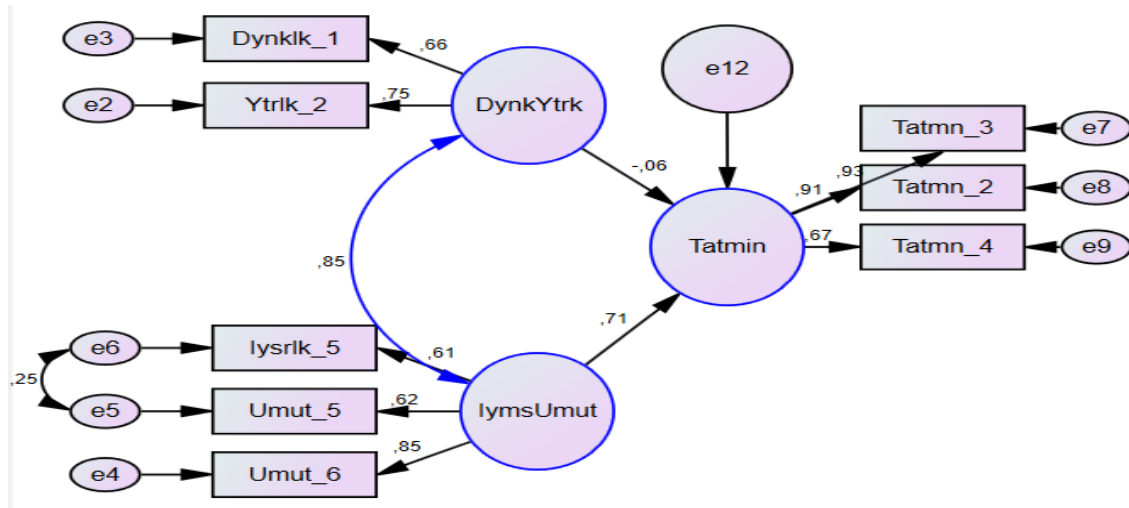 e3
Dynklk_1
,66
e2
Ytrlk_2
,75
DynkYtrk
e12
-,06
,85
Tatmin
,91
,93
,67
Tatmn_3
e7
Tatmn_2
e8
Tatmn_4
e9
,71
e6
Iysrlk_5
,61
,25
e5
Umut_5
,62
IymsUmut
e4
Umut_6
,85